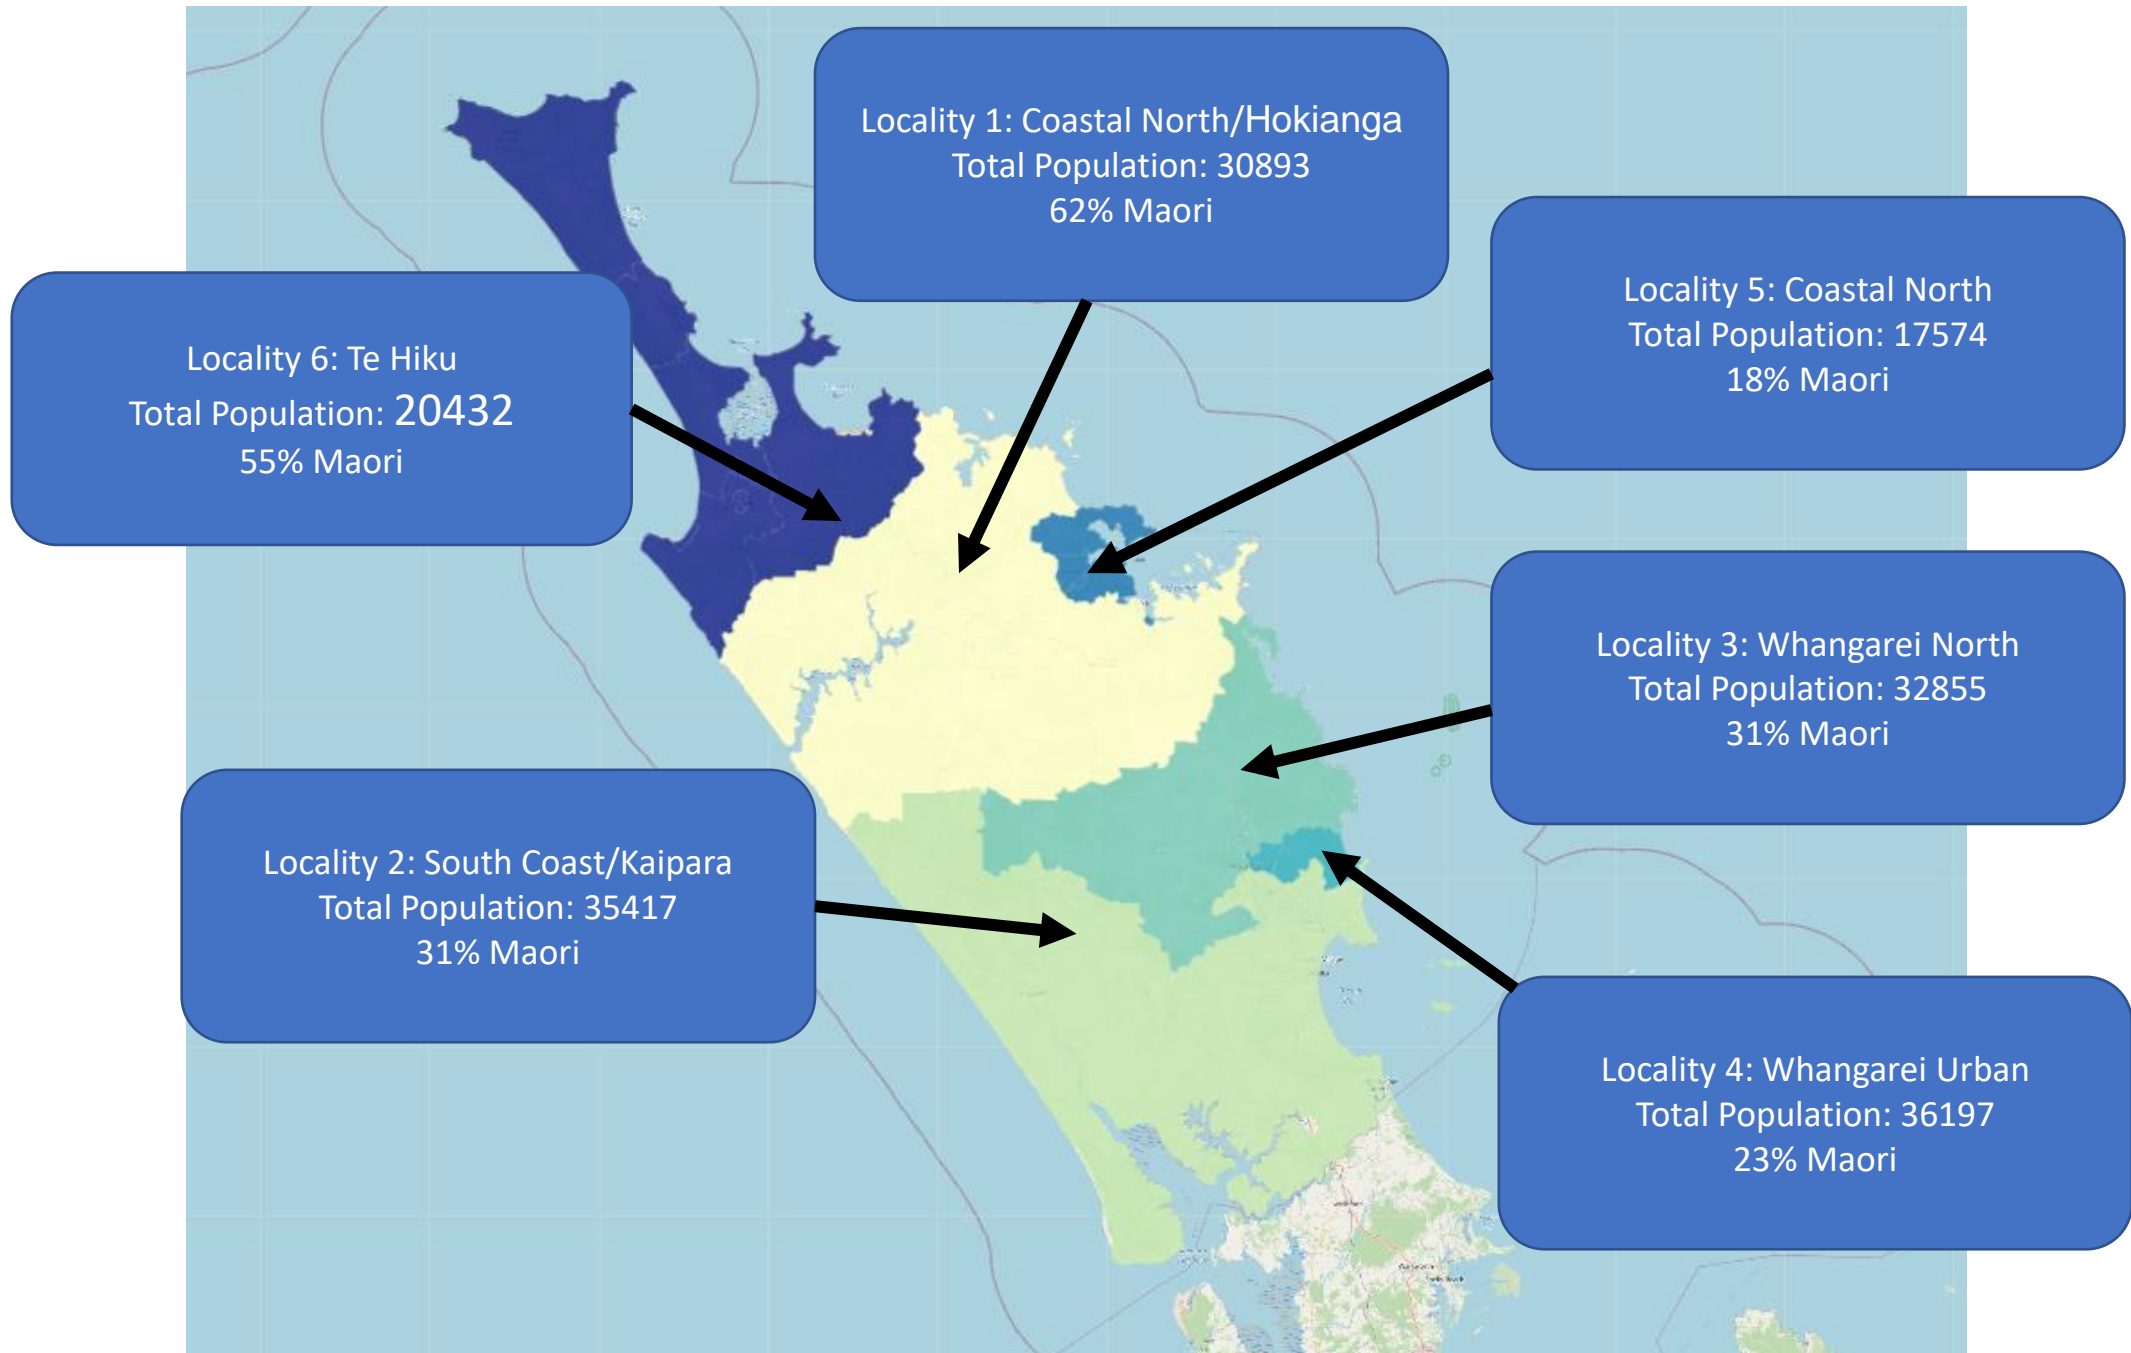 Locality 1: Coastal North/Hokianga
Total Population: 30893
62% Maori
Locality 5: Coastal North
Total Population: 17574
18% Maori
Locality 6: Te Hiku
Total Population: 20432
55% Maori
Locality 3: Whangarei North
Total Population: 32855
31% Maori
Locality 2: South Coast/Kaipara
Total Population: 35417
31% Maori
Locality 4: Whangarei Urban
Total Population: 36197
23% Maori